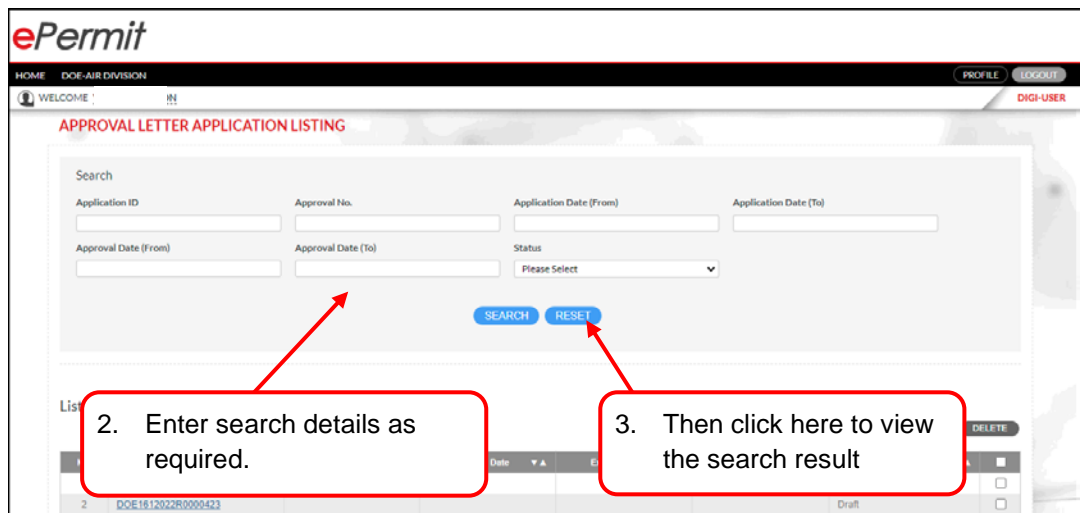 ePermit
HOME DOE-AIR DIVISION PROFILE LOGOUT
WELCOME
DIGI-USER
APPROVAL LETTER APPLICATION LISTING
Search
Application ID Approval No. Application Date (From) Application Date (To)
Approval Date (From) Approval Date (To) Status
Please Select
SEARCH RESET
List
2. Enter search details as
required.
3. Then click here to view
the search result
DELETE
Date
2 DOE1612022R0000423 Draft